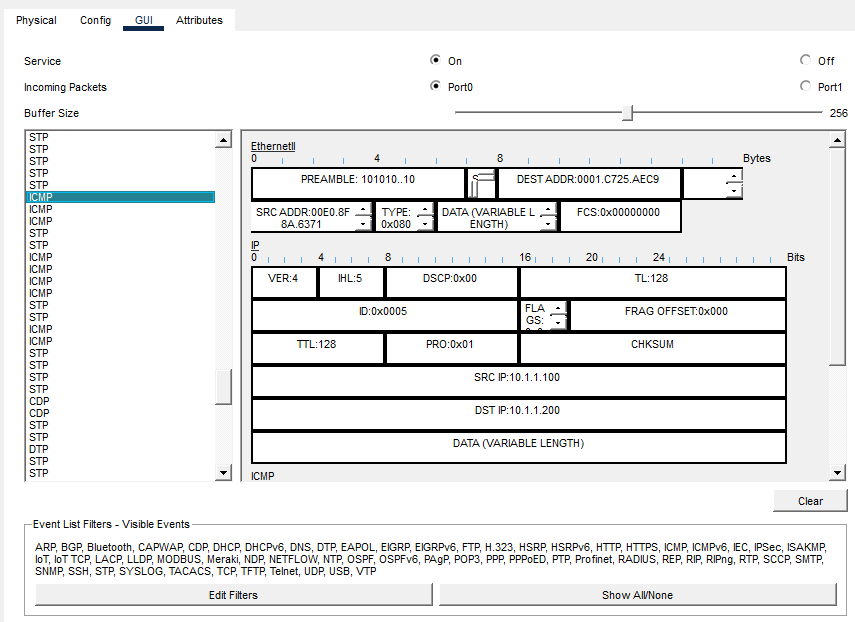 Physical Config GUI Attributes
Service On Off
Incoming Packets Port0 Port1
Buffer Size 256
STP
STP
STP
STP
STP
ICMP
ICMP
ICMP
STP
STP
ICMP
ICMP
ICMP
ICMP
STP
STP
ICMP
ICMP
STP
STP
STP
STP
CDP
CDP
STP
STP
DTP
STP
STP
EthernetII
0 4 8 Bytes
PREAMBLE: 101010..10 DEST ADDR:0001.C725.AEC9
SRC ADDR:00E0.8F TYPE: DATA (VARIABLE L FCS:0x00000000
8A.6371 0x080 ENGTH)
IP
0 4 8 16 20 24 Bits
VER:4 IHL:5 DSCP:0x00 TL:128
ID:0x0005 FLA FRAG OFFSET:0x000
GS:
TTL:128 PRO:0x01 CHKSUM
SRC IP:10.1.1.100
DST IP:10.1.1.200
DATA (VARIABLE LENGTH)
ICMP
Clear
Event List Filters - Visible Events
ARP, BGP, Bluetooth, CAPWAP, CDP, DHCP, DHCPv6, DNS, DTP, EAPOL, EIGRP, EIGRPv6, FTP, H.323, HSRP, HSRPv6, HTTP, HTTPS, ICMP, ICMPv6, IEC, IPSec, ISAKMP,
IoT, IoT TCP, LACP, LLDP, MODBUS, Meraki, NDP, NETFLOW, NTP, OSPF, OSPFv6, PAgP, POP3, PPP, PPPoED, PTP, Profinet, RADIUS, REP, RIP, RIPng, RTP, SCCP, SMTP,
SNMP, SSH, STP, SYSLOG, TACACS, TCP, TFTP, Telnet, UDP, USB, VTP
Edit Filters Show All/None